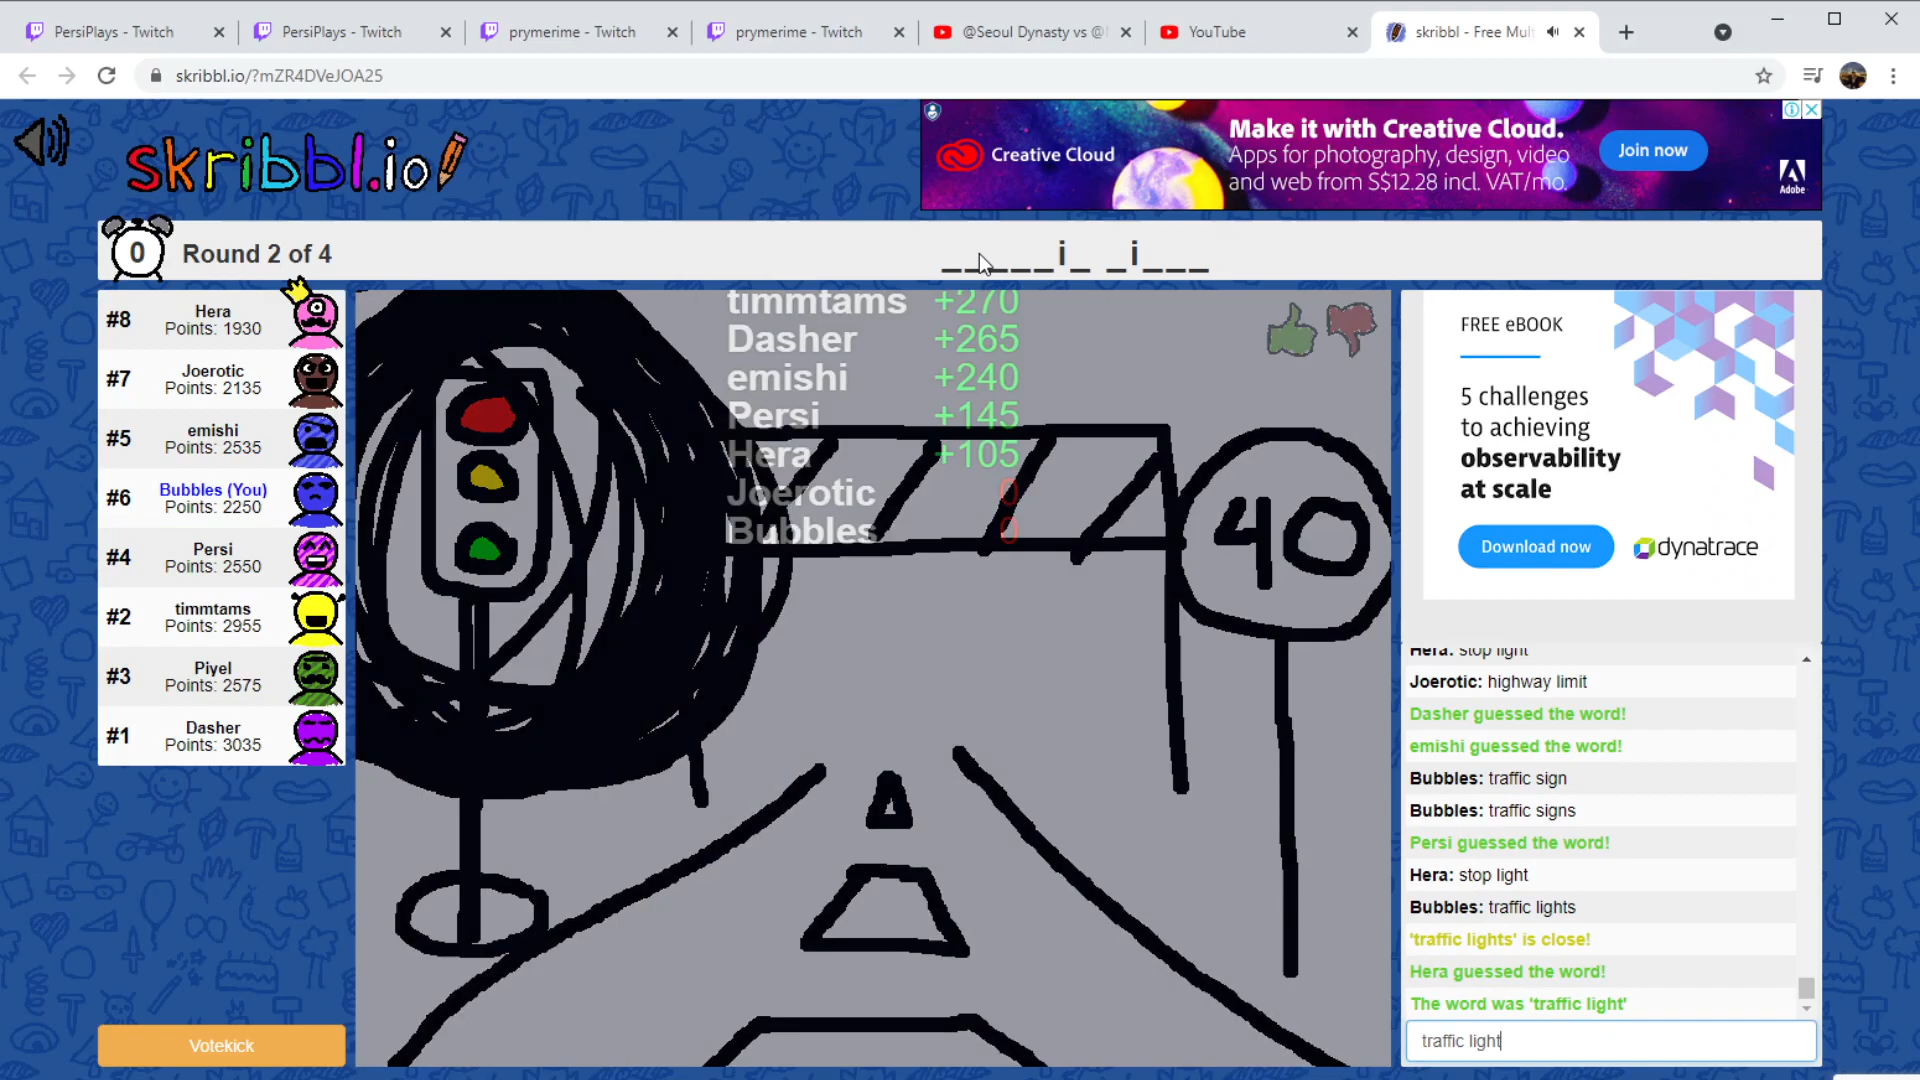 PersiPlays - Twitch
PersiPlays - Twitch
prymerime - Twitch
prymerime - Twitch
@Seoul Dynasty vs @
YouTube
skribbl - Free Mult
skribbl.io/?mZR4DVeJOA25
skribbl.io
Creative Cloud
Make it with Creative Cloud.
Apps for photography, design, video
and web from S$12.28 incl. VAT/mo.
Join now
Adobe
0
Round 2 of 4
_____i_ _i___
#8
Hera
Points: 1930
#7
Joerotic
Points: 2135
#5
emishi
Points: 2535
#6
Bubbles (You)
Points: 2250
#4
Persi
Points: 2550
#2
timmtams
Points: 2955
#3
Piyel
Points: 2575
#1
Dasher
Points: 3035
Votekick
timmtams +270
Dasher +265
emishi +240
Persi +145
Hera +105
Joerotic 0
Bubbles 0
40
FREE eBOOK
5 challenges
to achieving
observability
at scale
Download now
dynatrace
Hera: stop light
Joerotic: highway limit
Dasher guessed the word!
emishi guessed the word!
Bubbles: traffic sign
Bubbles: traffic signs
Persi guessed the word!
Hera: stop light
Bubbles: traffic lights
'traffic lights' is close!
Hera guessed the word!
The word was 'traffic light'
traffic light